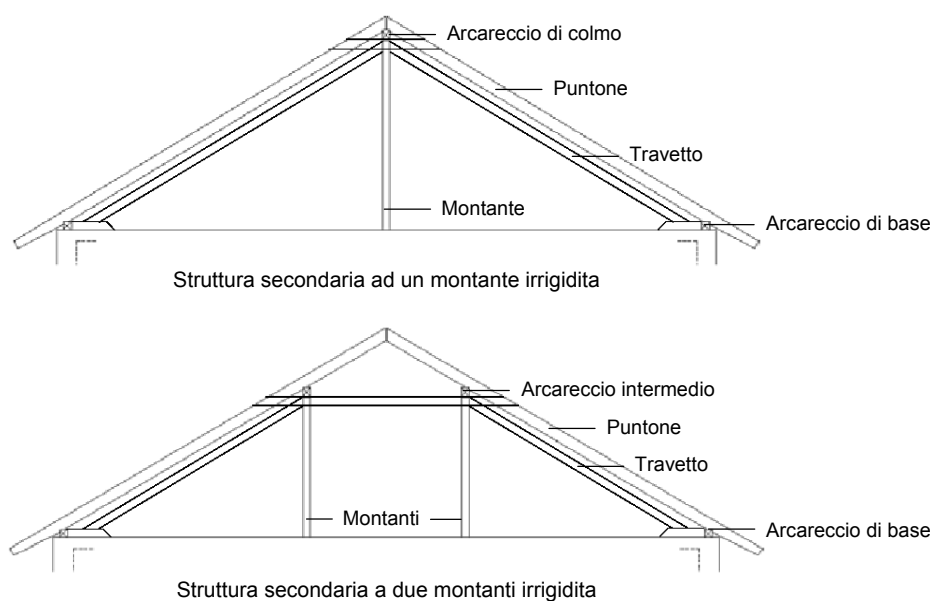 Arcareccio di colmo
Puntone
Travetto
Montante
Arcareccio di base
Struttura secondaria ad un montante irrigidita
Arcareccio intermedio
Puntone
Travetto
Montanti
Arcareccio di base
Struttura secondaria a due montanti irrigidita